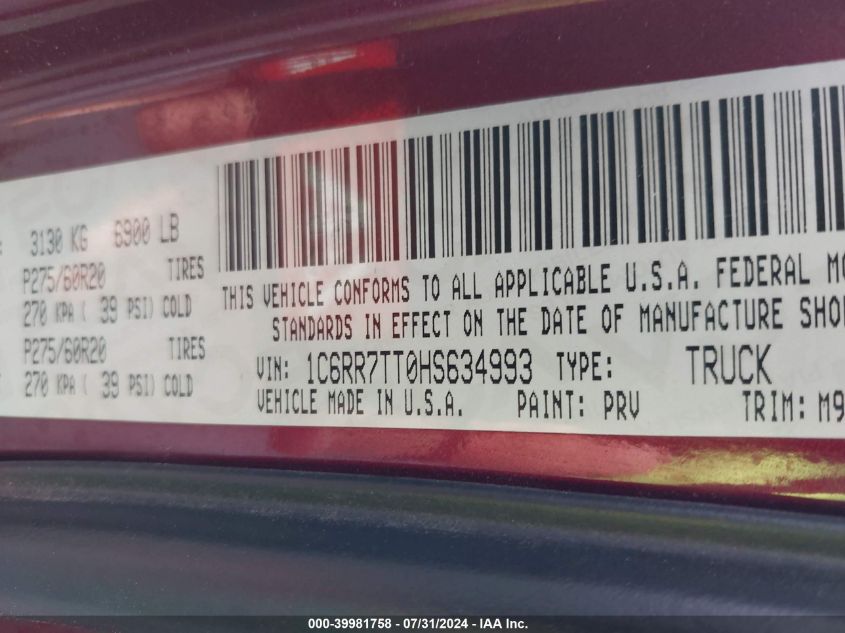 3130 KG 6900 LB
P275/60R20 TIRES
270 KPA ( 39 PSI) COLD
P275/60R20 TIRES
270 KPA ( 39 PSI) COLD
THIS VEHICLE CONFORMS TO ALL APPLICABLE U.S.A. FEDERAL MO
STANDARDS IN EFFECT ON THE DATE OF MANUFACTURE SHO
VIN: 1C6RR7TT0HS634993 TYPE: TRUCK
VEHICLE MADE IN U.S.A. PAINT: PRV TRIM: M9
000-39981758 - 07/31/2024 - IAA Inc.